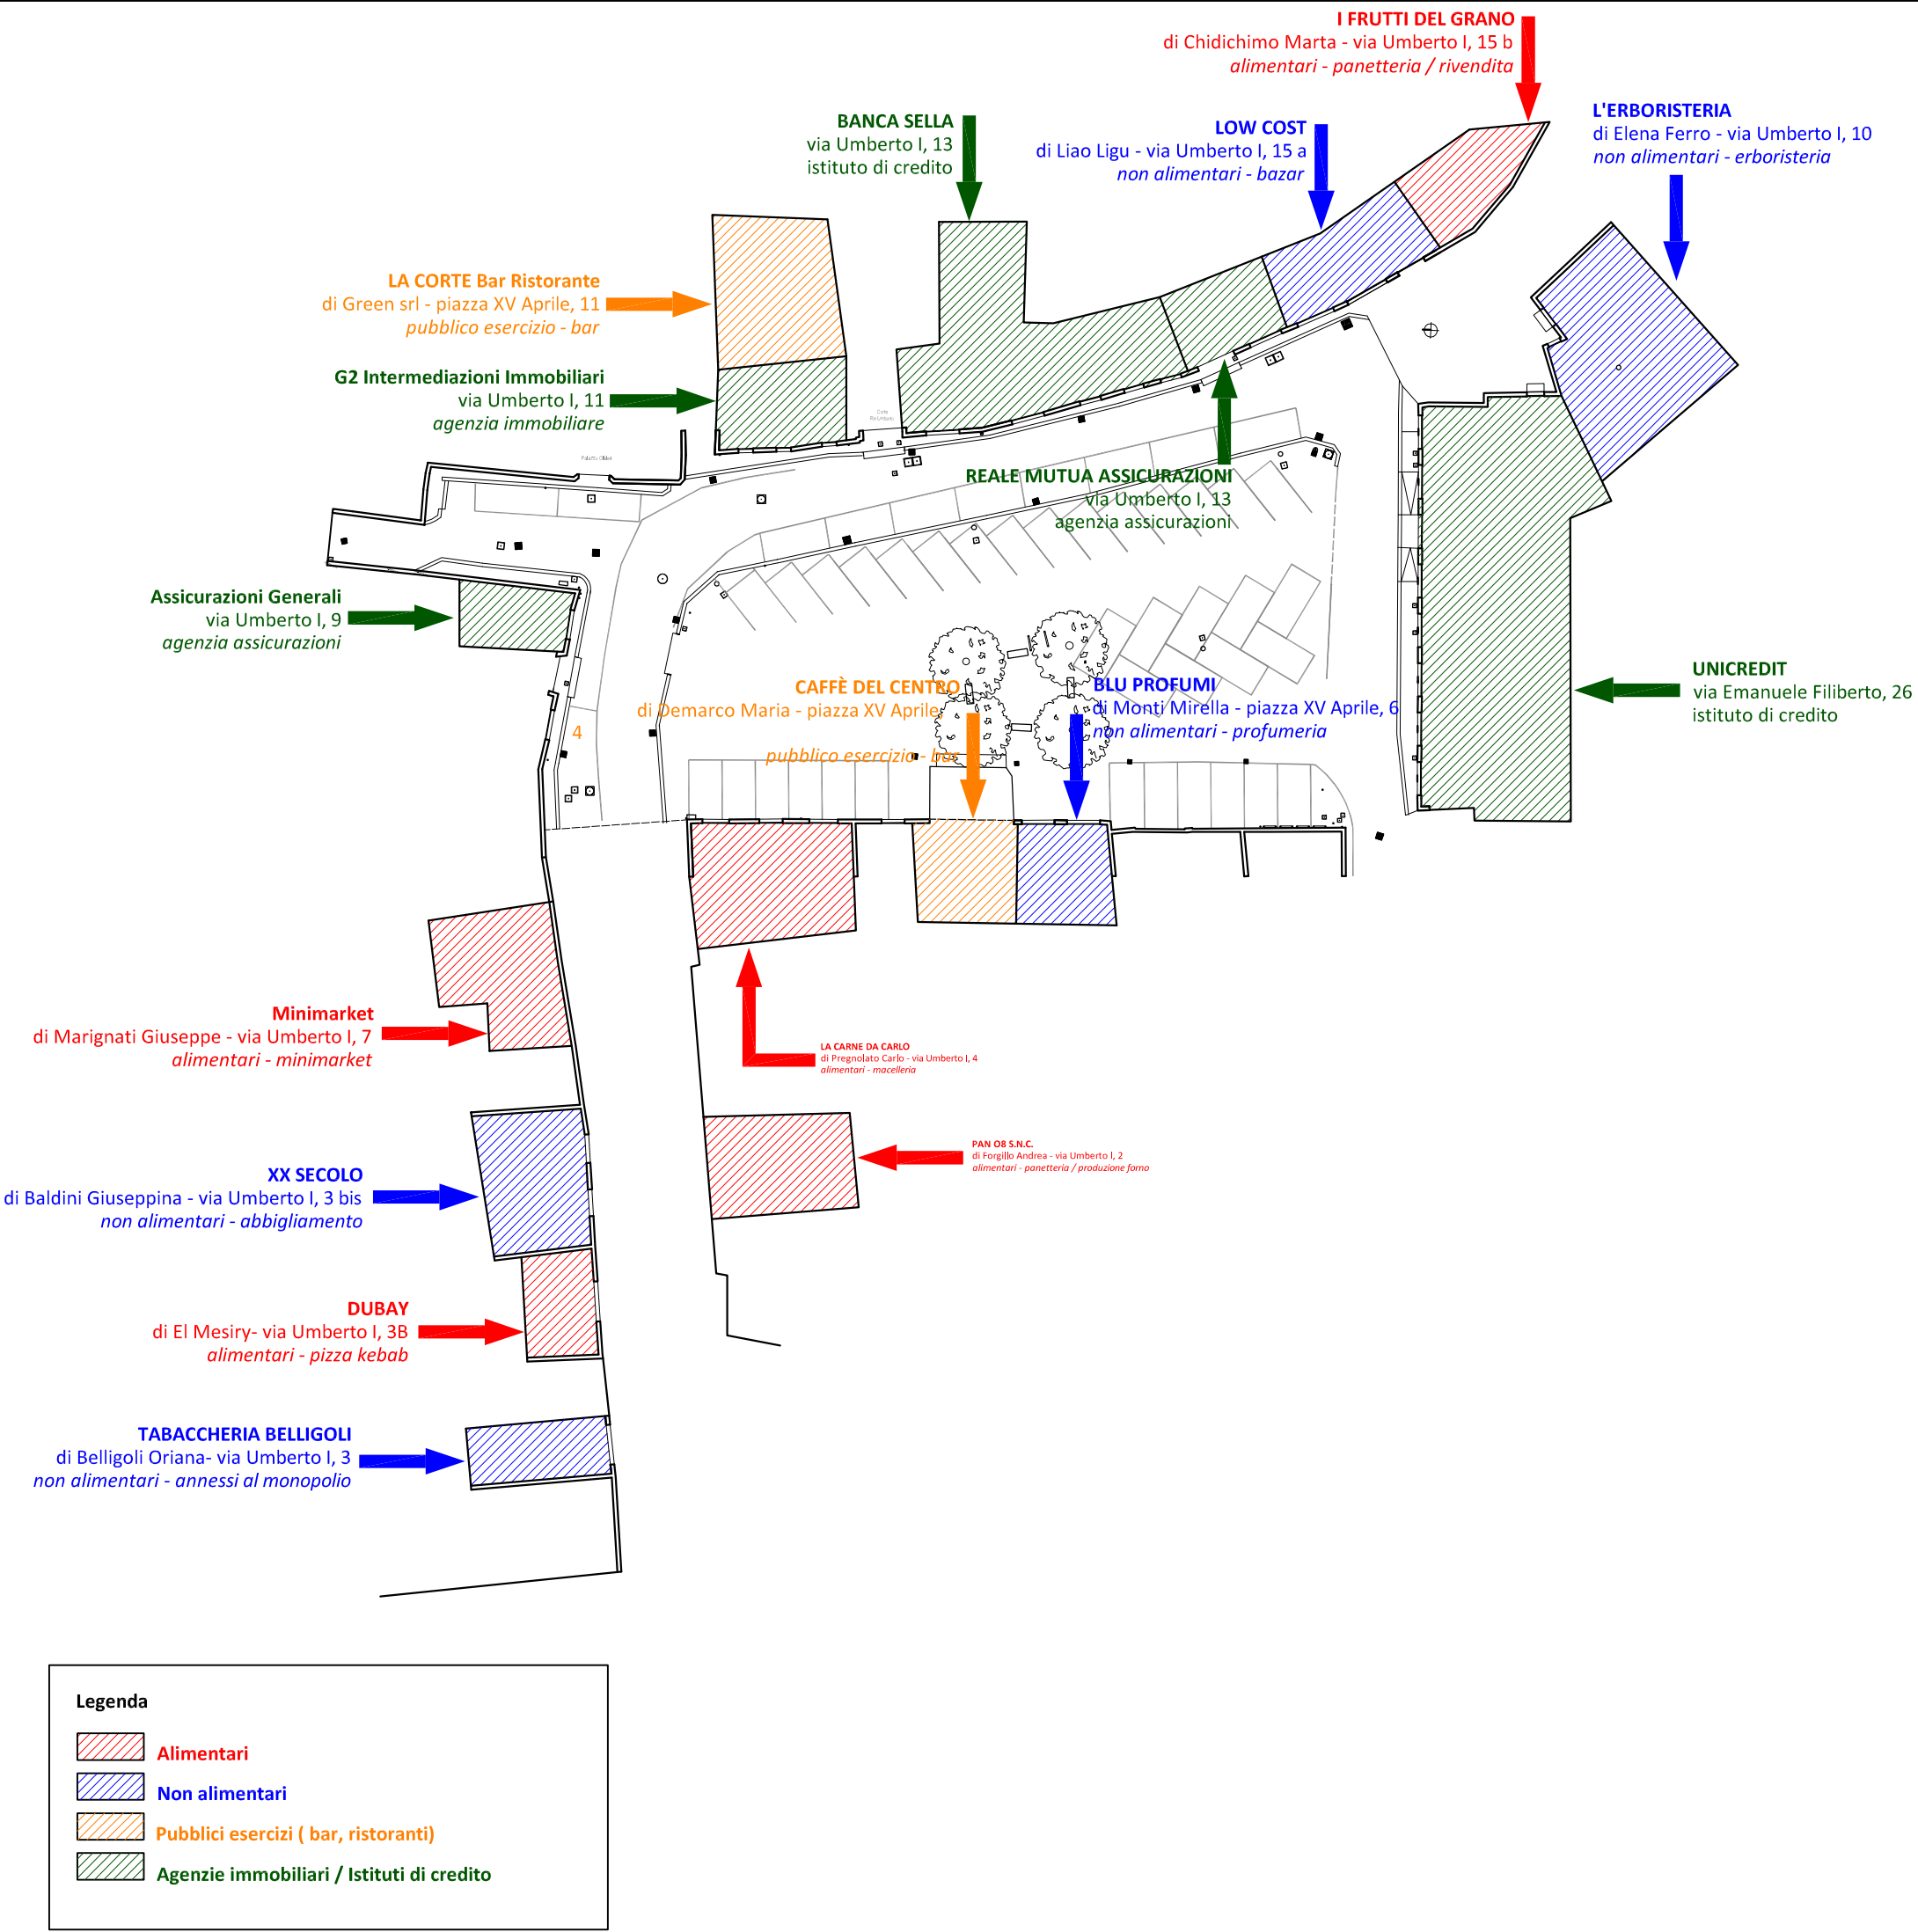 I FRUTTI DEL GRANO
di Chidichimo Marta - via Umberto I, 15 b
alimentari - panetteria / rivendita
L'ERBORISTERIA
di Elena Ferro - via Umberto I, 10
non alimentari - erboristeria
BANCA SELLA
via Umberto I, 13
istituto di credito
LOW COST
di Liao Ligu - via Umberto I, 15 a
non alimentari - bazar
LA CORTE Bar Ristorante
di Green srl - piazza XV Aprile, 11
pubblico esercizio - bar
G2 Intermediazioni Immobiliari
via Umberto I, 11
agenzia immobiliare
Corte
REALE MUTUA ASSICURAZIONI
via Umberto I, 13
agenzia assicurazioni
Assicurazioni Generali
via Umberto I, 9
agenzia assicurazioni
CAFFÈ DEL CENTRO
di Demarco Maria - piazza XV Aprile,
4
pubblico esercizio - bar
BLU PROFUMI
di Monti Mirella - piazza XV Aprile, 6
non alimentari - profumeria
UNICREDIT
via Emanuele Filiberto, 26
istituto di credito
Minimarket
di Marignati Giuseppe - via Umberto I, 7
alimentari - minimarket
LA CARNE DA CARLO
di Pregnolato Carlo - via Umberto I, 4
alimentari - macelleria
PAN O8 S.N.C.
di Forgillo Andrea - via Umberto I, 2
alimentari - panetteria / produzione forno
XX SECOLO
di Baldini Giuseppina - via Umberto I, 3 bis
non alimentari - abbigliamento
DUBAY
di El Mesiry- via Umberto I, 3B
alimentari - pizza kebab
TABACCHERIA BELLIGOLI
di Belligoli Oriana- via Umberto I, 3
non alimentari - annessi al monopolio
Legenda
Alimentari
Non alimentari
Pubblici esercizi ( bar, ristoranti)
Agenzie immobiliari / Istituti di credito